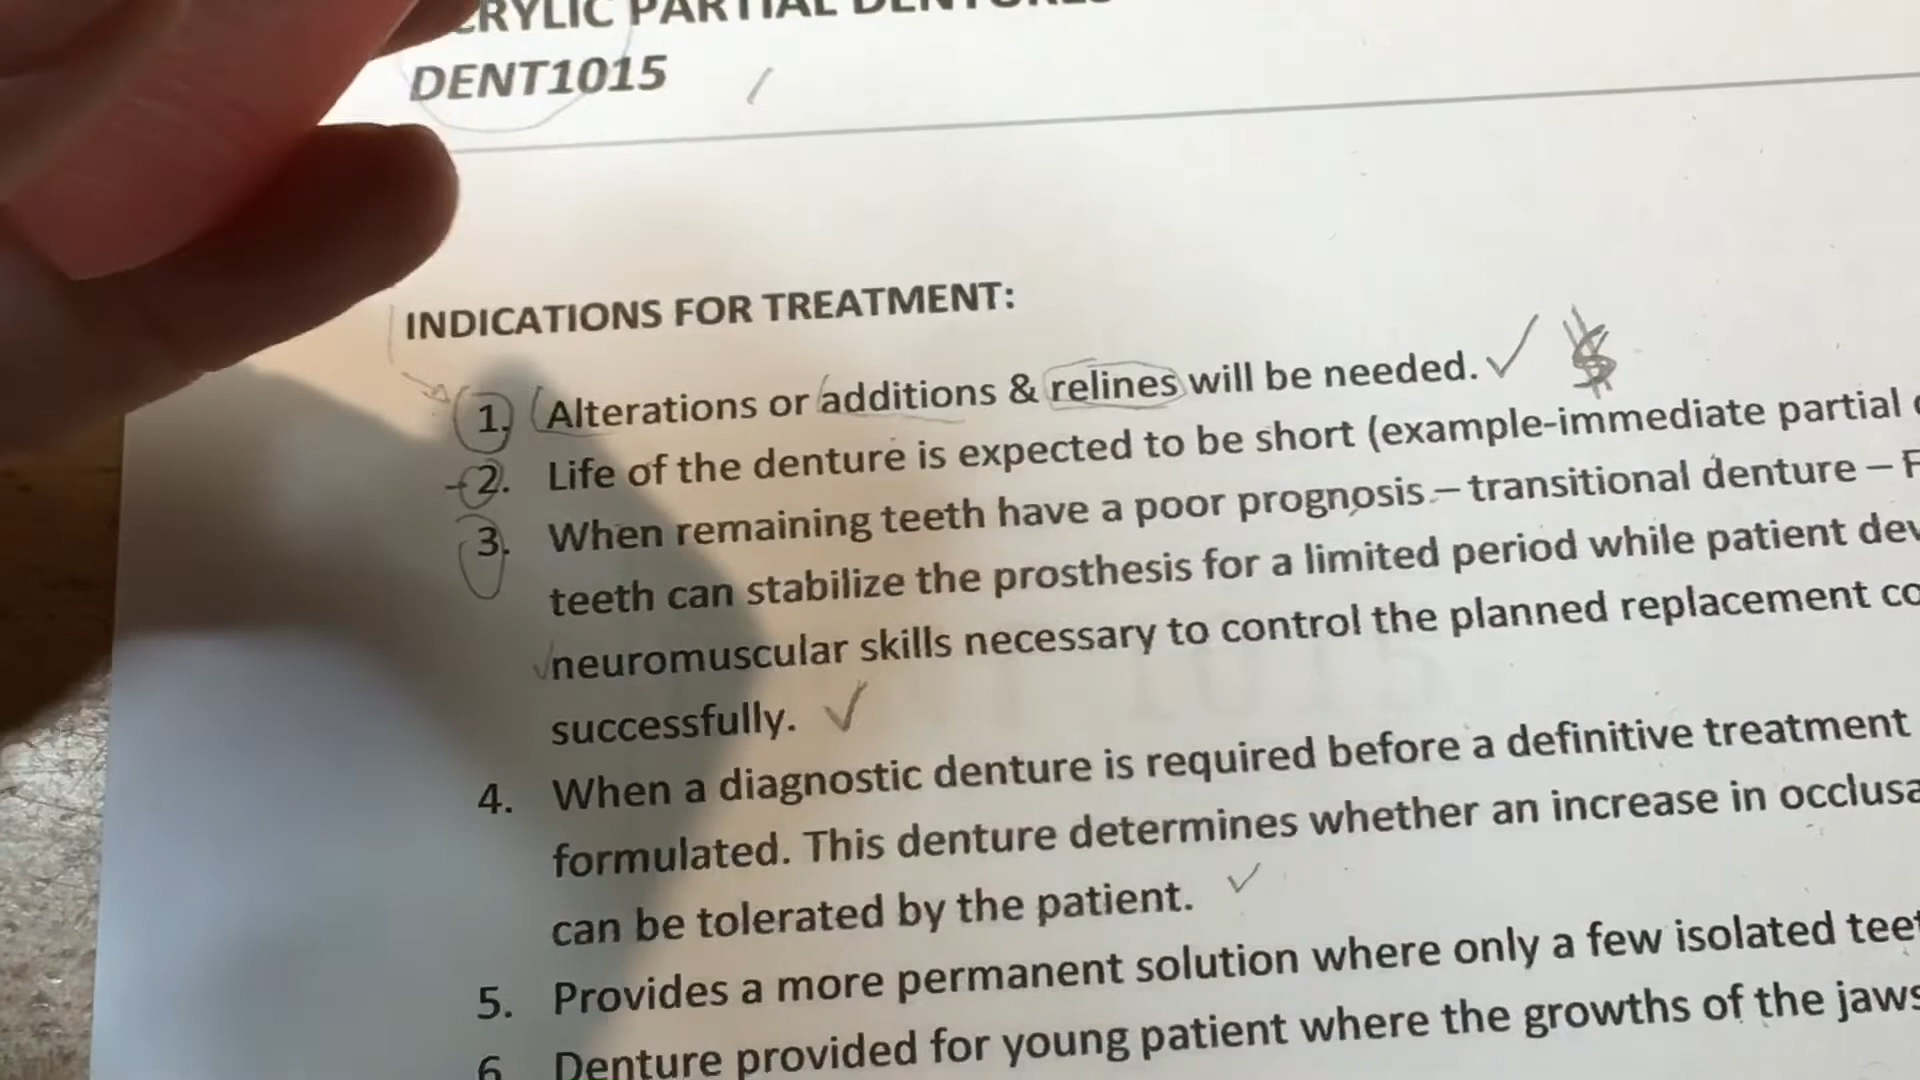 ACRYLIC PARTIAL DENTURES
DENT1015
INDICATIONS FOR TREATMENT:
1. Alterations or additions & relines will be needed. ✓ $
2. Life of the denture is expected to be short (example-immediate partial
3. When remaining teeth have a poor prognosis – transitional denture –
teeth can stabilize the prosthesis for a limited period while patient
neuromuscular skills necessary to control the planned replacement
successfully. ✓
4. When a diagnostic denture is required before a definitive treatment
formulated. This denture determines whether an increase in
can be tolerated by the patient. ✓
5. Provides a more permanent solution where only a few isolated
6. Denture provided for young patient where the growths of the jaws